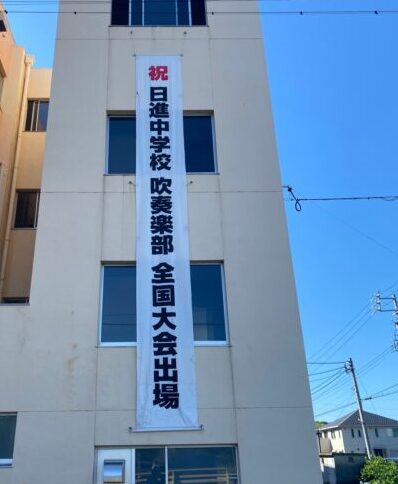 祝 日進中学校 吹奏楽部 全国大会出場